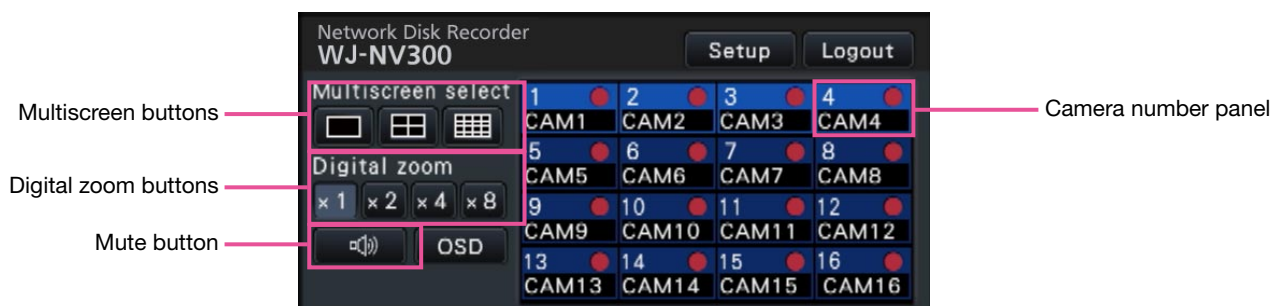 Network Disk Recorder
WJ-NV300
Setup
Logout
Multiscreen buttons
Multiscreen select
Digital zoom buttons
Digital zoom
×1 ×2 ×4 ×8
Mute button
OSD
1 2 3 4
CAM1 CAM2 CAM3 CAM4
5 6 7 8
CAM5 CAM6 CAM7 CAM8
9 10 11 12
CAM9 CAM10 CAM11 CAM12
13 14 15 16
CAM13 CAM14 CAM15 CAM16
Camera number panel